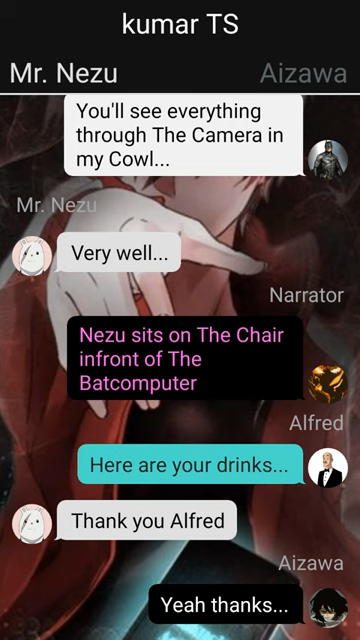 kumar TS
Mr. Nezu
Aizawa
You'll see everything
through The Camera in
my Cowl...
Mr. Nezu
Very well...
Narrator
Nezu sits on The Chair
infront of The
Batcomputer
Alfred
Here are your drinks...
Thank you Alfred
Aizawa
Yeah thanks...